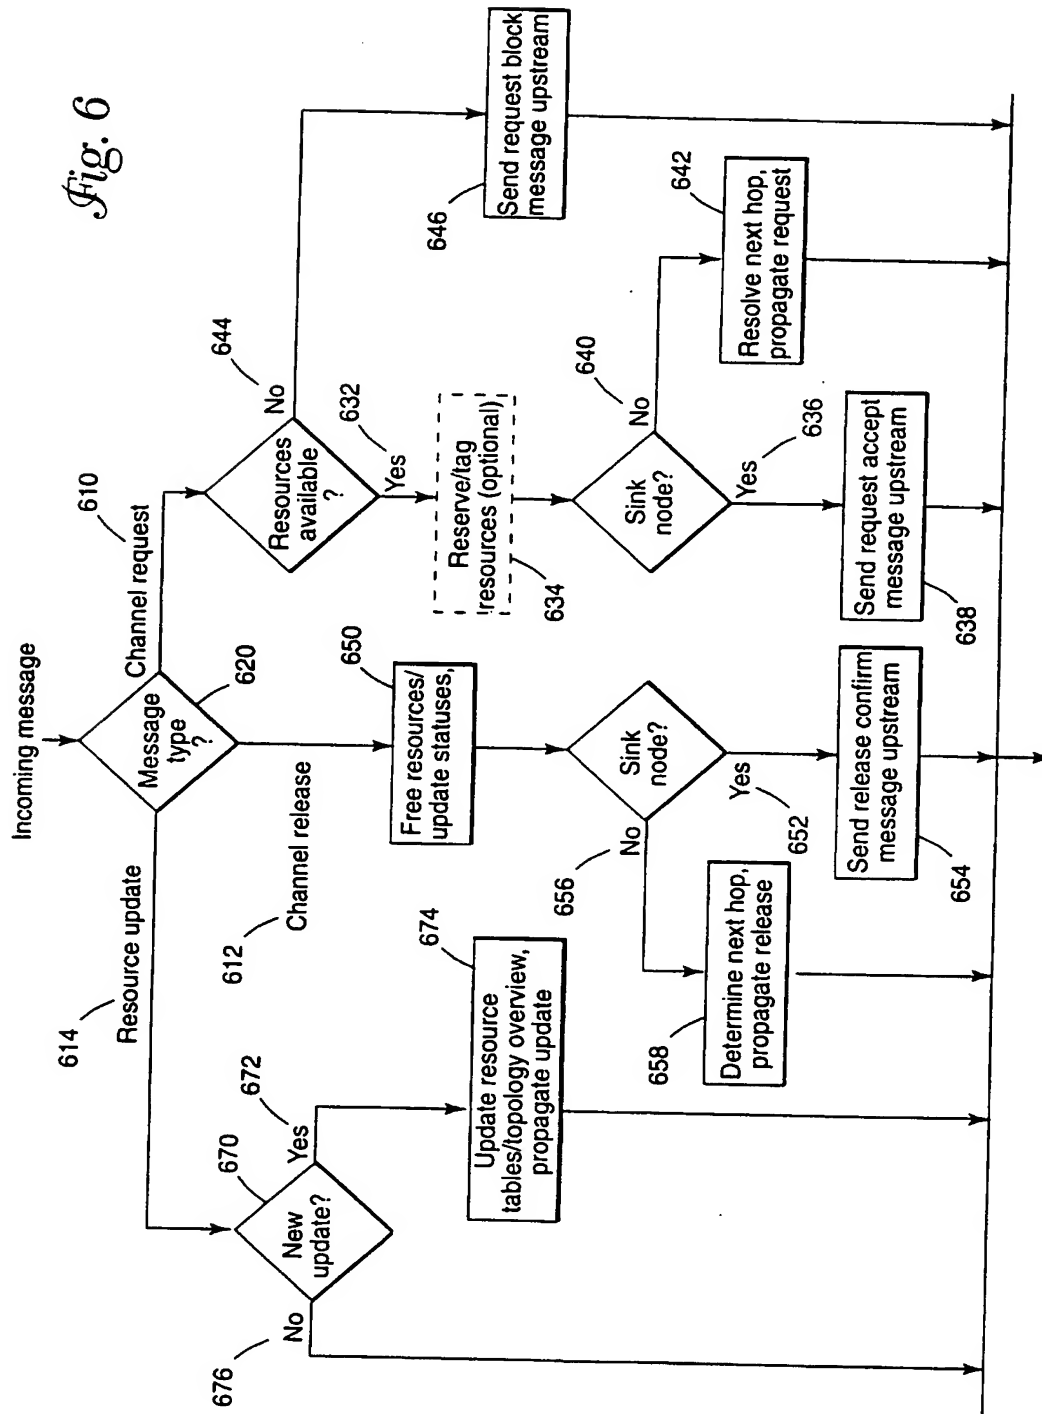 Fig. 6
Incoming message
Message
type
?
620
Channel request
610
Channel release
612
Resource update
614
Resources
available
?
No
644
Yes
632
Send request block
message upstream
646
Reserve/tag
resources (optional)
634
Sink
node?
No
640
Yes
636
Resolve next hop,
propagate request
642
Send request accept
message upstream
638
Free resources/
update statuses,
650
Sink
node?
No
656
Yes
652
Determine next hop,
propagate release
658
Send release confirm
message upstream
654
New
update?
670
Yes
672
No
676
Update resource
tables/topology overview,
propagate update
674